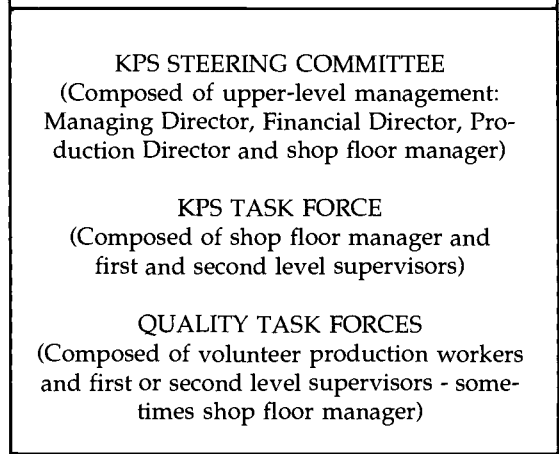 KPS STEERING COMMITTEE
(Composed of upper-level management:
Managing Director, Financial Director, Pro-
duction Director and shop floor manager)
KPS TASK FORCE
(Composed of shop floor manager and
first and second level supervisors)
QUALITY TASK FORCES
(Composed of volunteer production workers
and first or second level supervisors - some-
times shop floor manager)